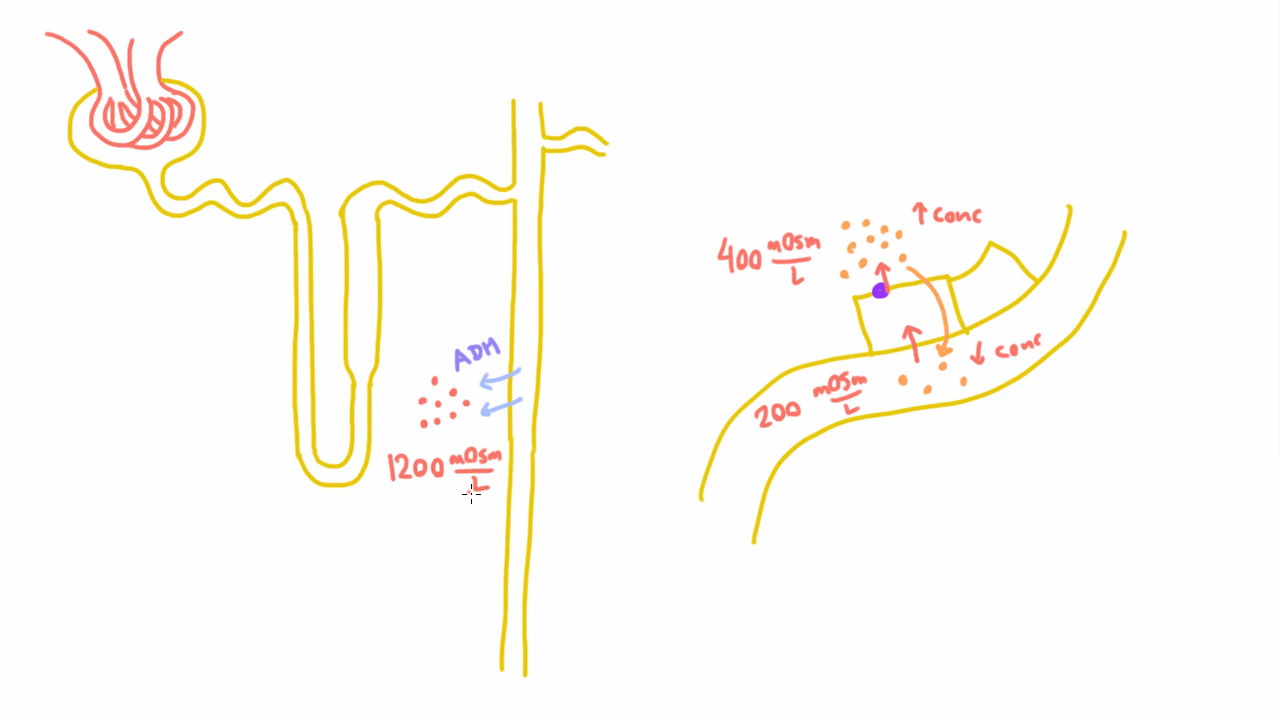 ADH
1200 mOsm
L
400 mOsm
L
↑ conc
↓ conc
200 mOsm
L